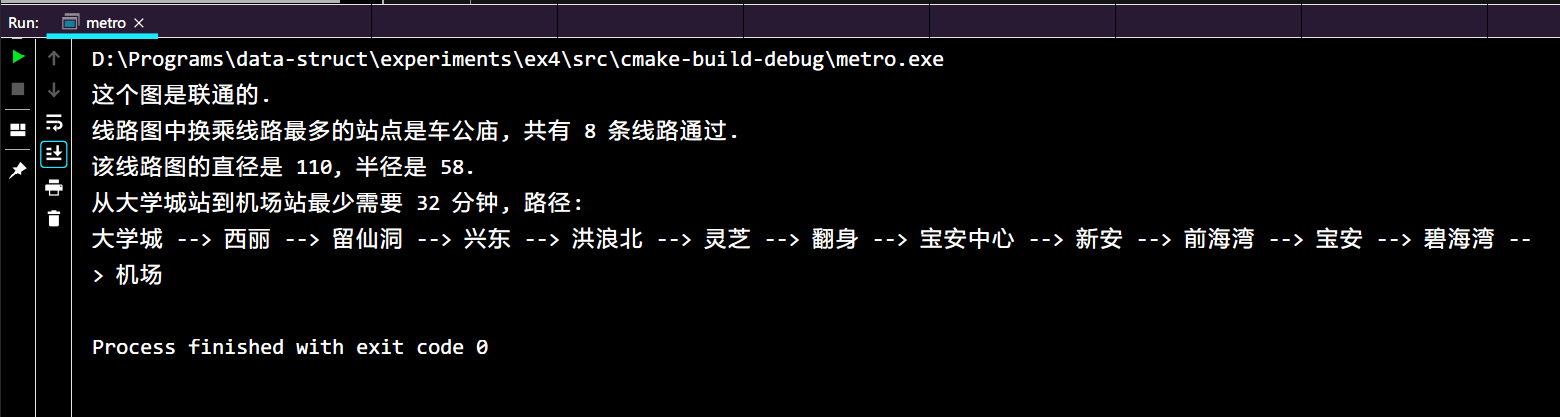 Run: metro ×
D:\Programs\data-struct\experiments\ex4\src\cmake-build-debug\metro.exe
这个图是联通的.
线路图中换乘线路最多的站点是车公庙, 共有 8 条线路通过.
该线路图的直径是 110, 半径是 58.
从大学城站到机场站最少需要 32 分钟, 路径:
大学城 --> 西丽 --> 留仙洞 --> 兴东 --> 洪浪北 --> 灵芝 --> 翻身 --> 宝安中心 --> 新安 --> 前海湾 --> 宝安 --> 碧海湾 --
> 机场
Process finished with exit code 0